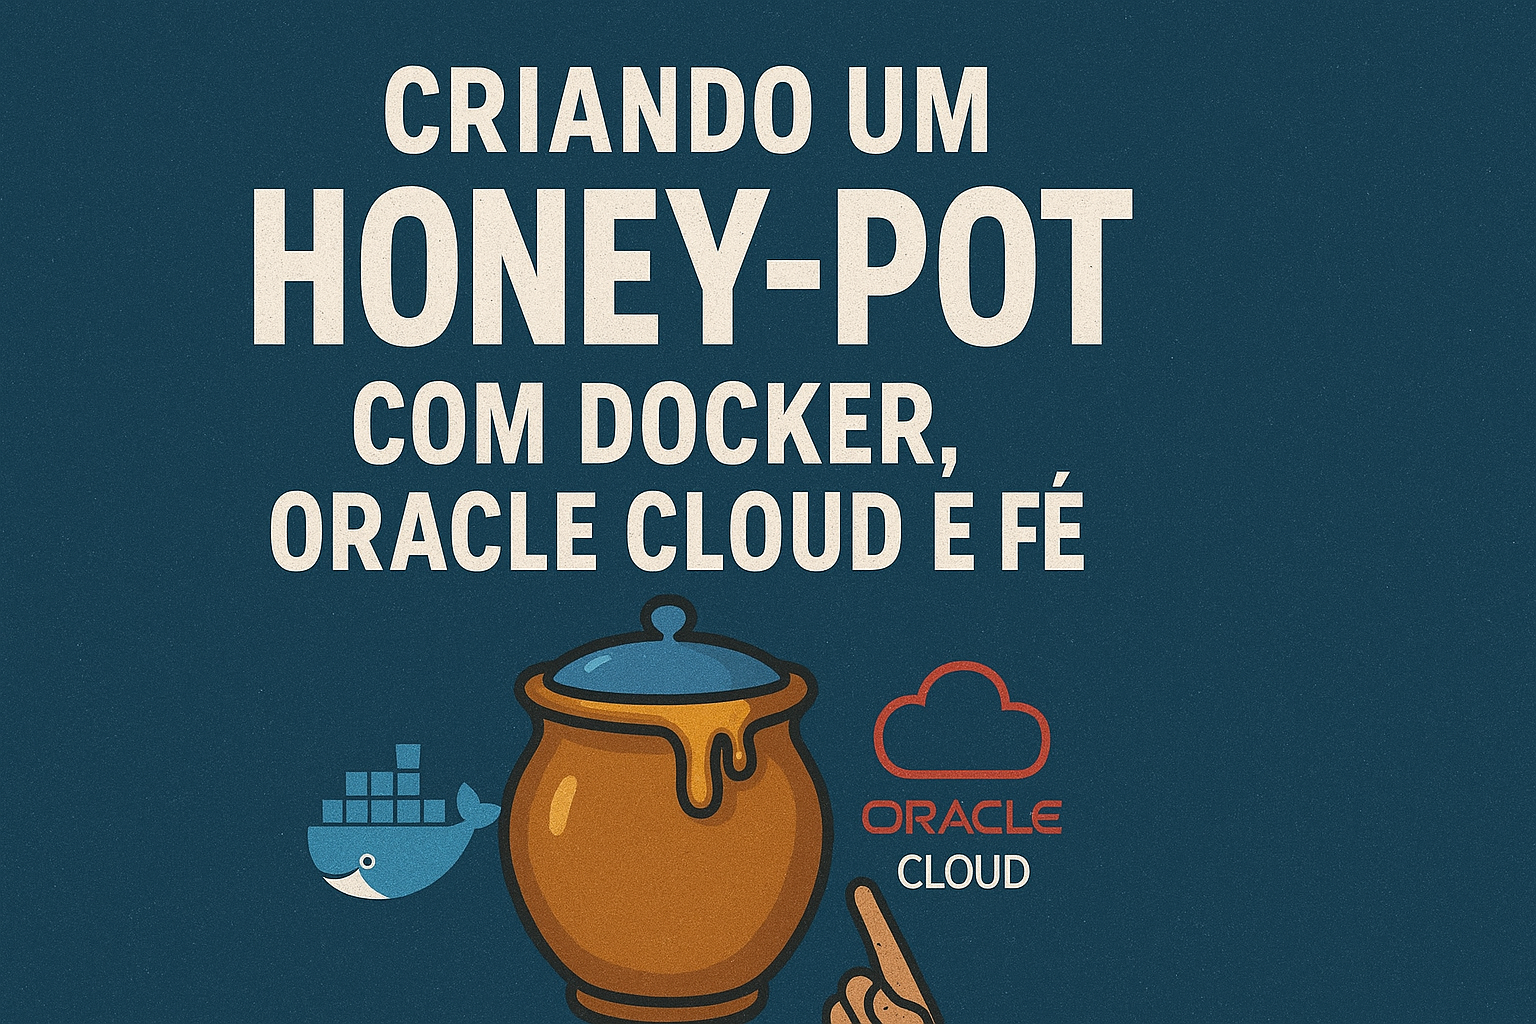 CRIANDO UM
HONEY-POT
COM DOCKER,
ORACLE CLOUD E FÉ
ORACLE
CLOUD